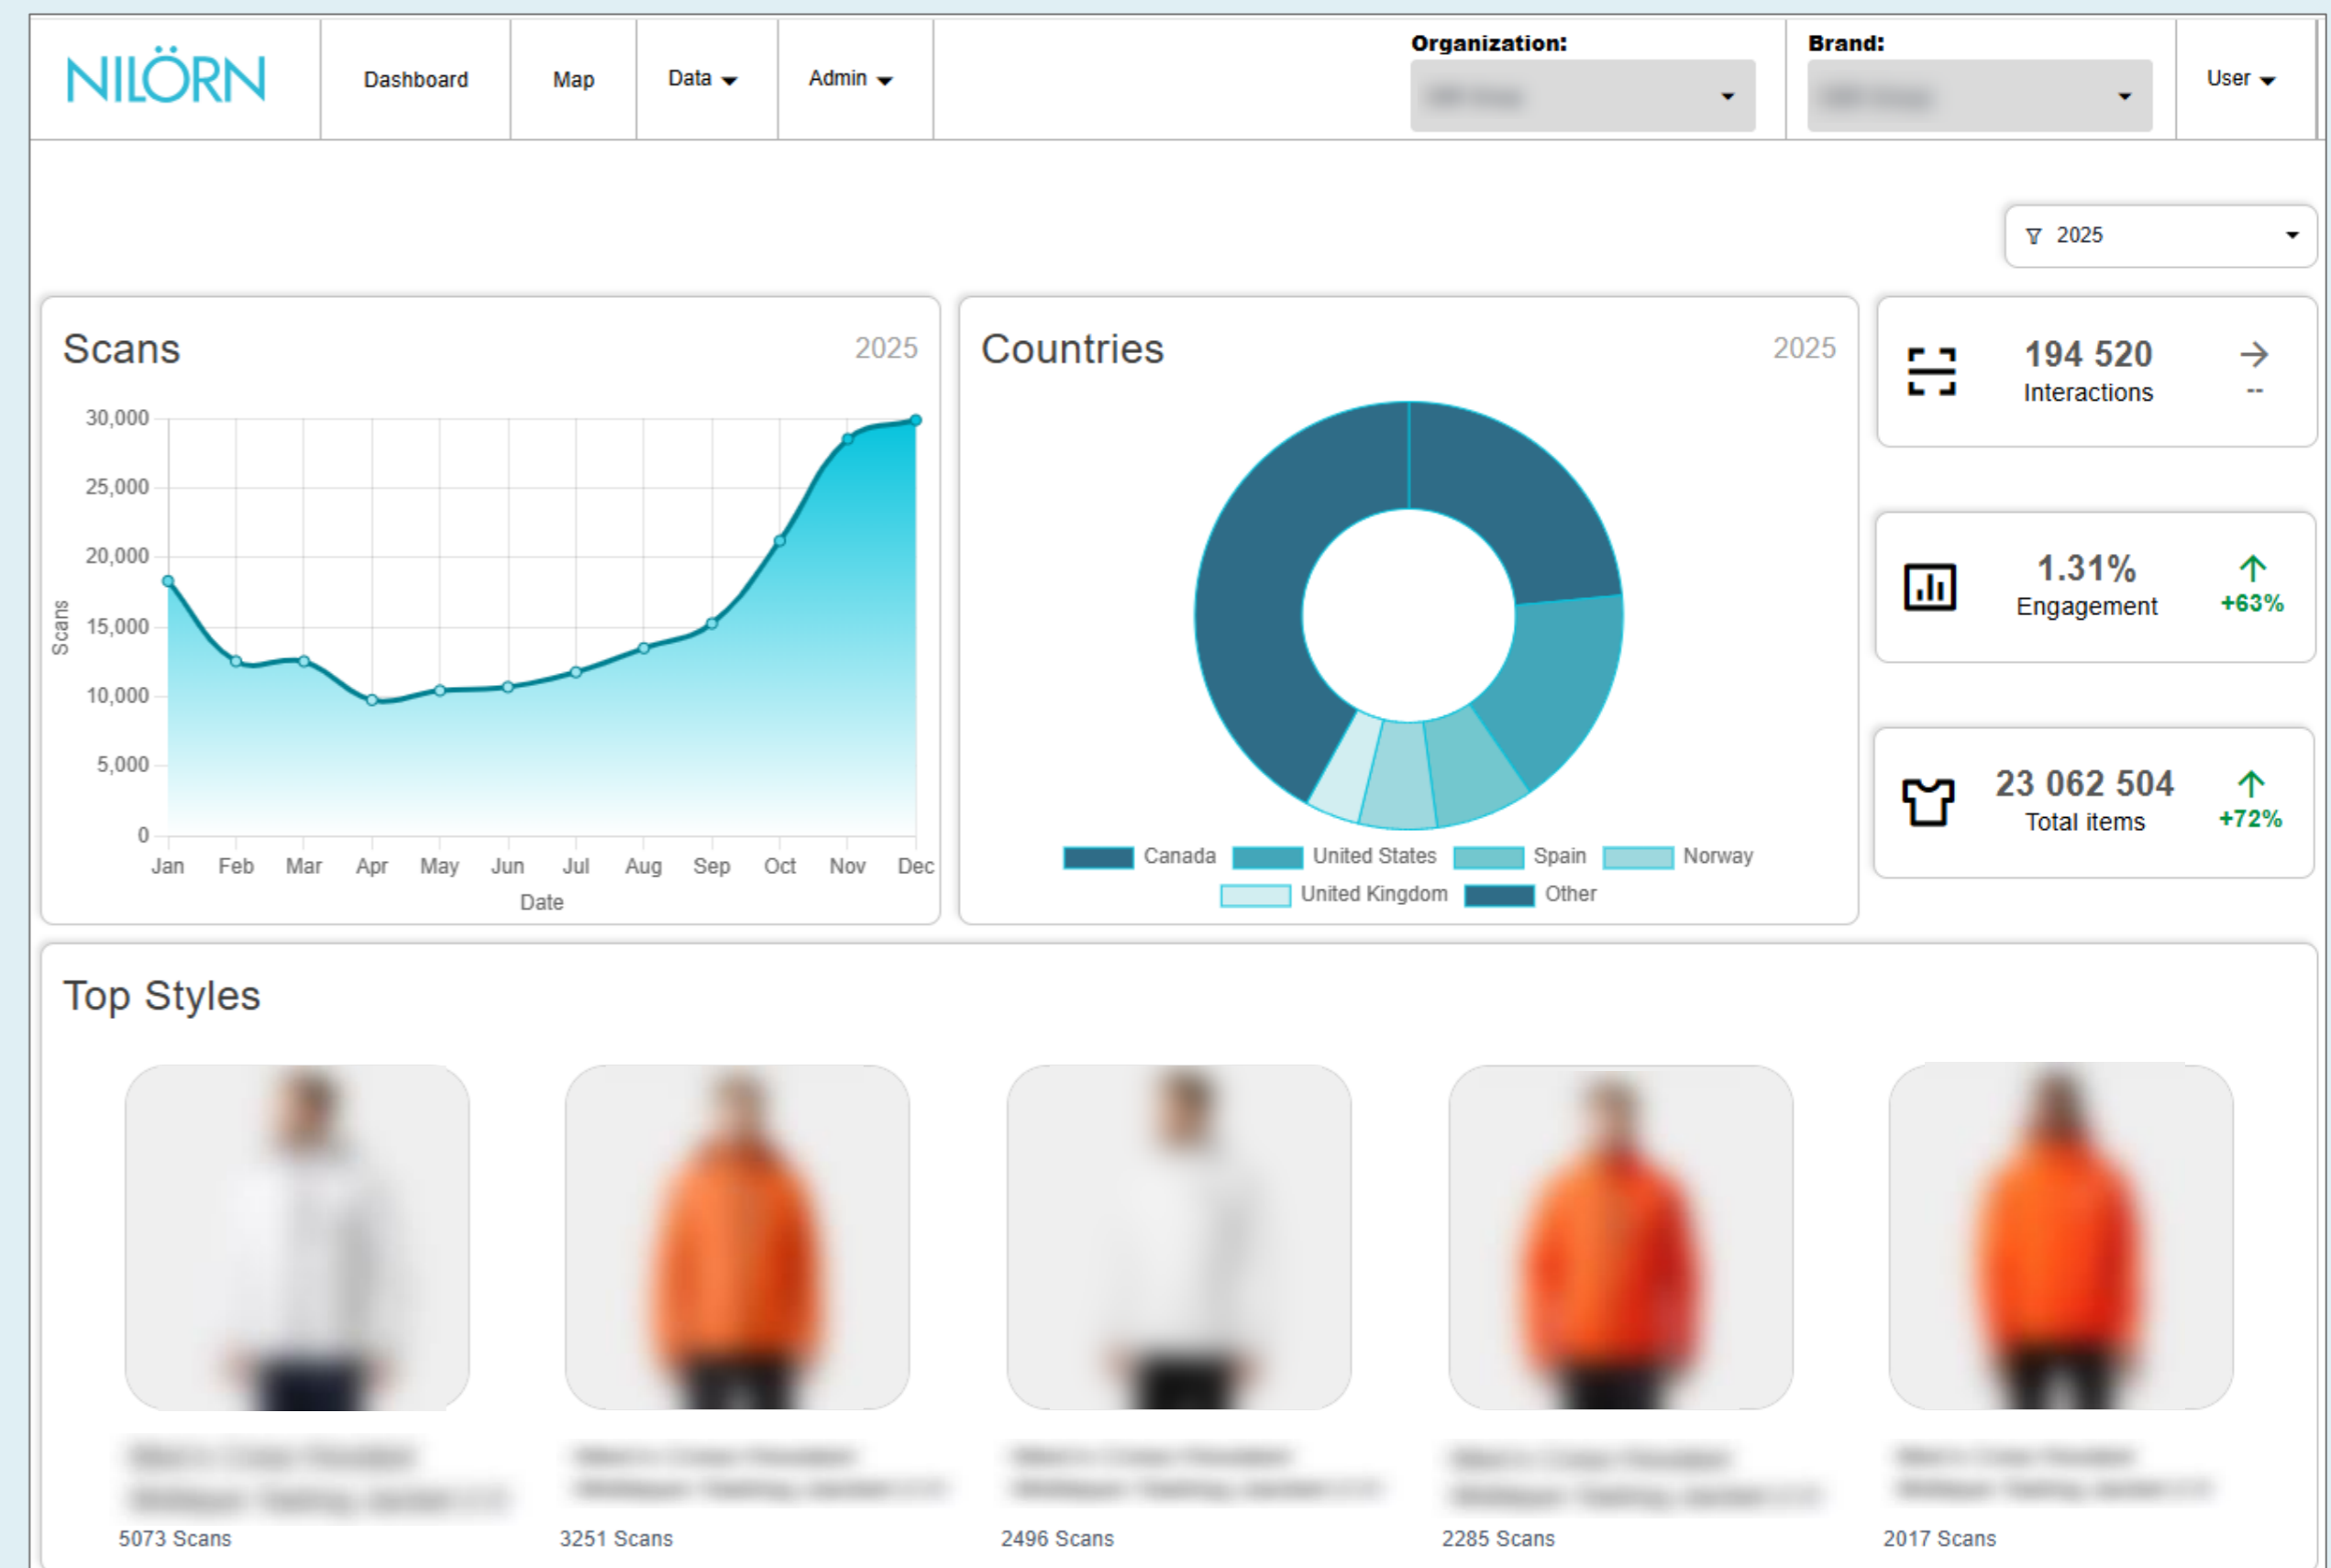 NILÖRN
Dashboard
Map
Data
Admin
Organization:
Brand:
User
2025
Scans
2025
30,000
25,000
20,000
15,000
10,000
5,000
0
Scans
Jan Feb Mar Apr May Jun Jul Aug Sep Oct Nov Dec
Date
Countries
2025
Canada United States Spain Norway
United Kingdom Other
194 520
Interactions
--
1.31%
Engagement
+63%
23 062 504
Total items
+72%
Top Styles
5073 Scans
3251 Scans
2496 Scans
2285 Scans
2017 Scans